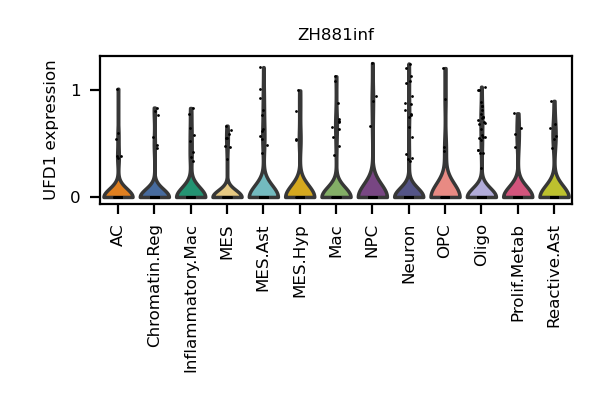 ZH881inf
UFD1 expression
1
0
AC
Chromatin.Reg
Inflammatory.Mac
MES
MES.Ast
MES.Hyp
Mac
NPC
Neuron
OPC
Oligo
Prolif.Metab
Reactive.Ast